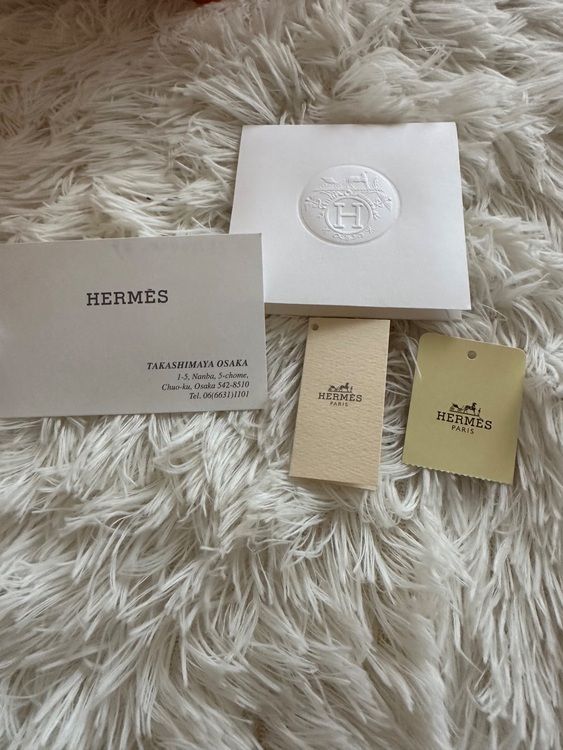 H
HERMÈS
TAKASHIMAYA OSAKA
1-5, Nanba, 5-chome,
Chuo-ku, Osaka 542-8510
Tel. 06(6631)1101
HERMÈS
PARIS
HERMÈS
PARIS